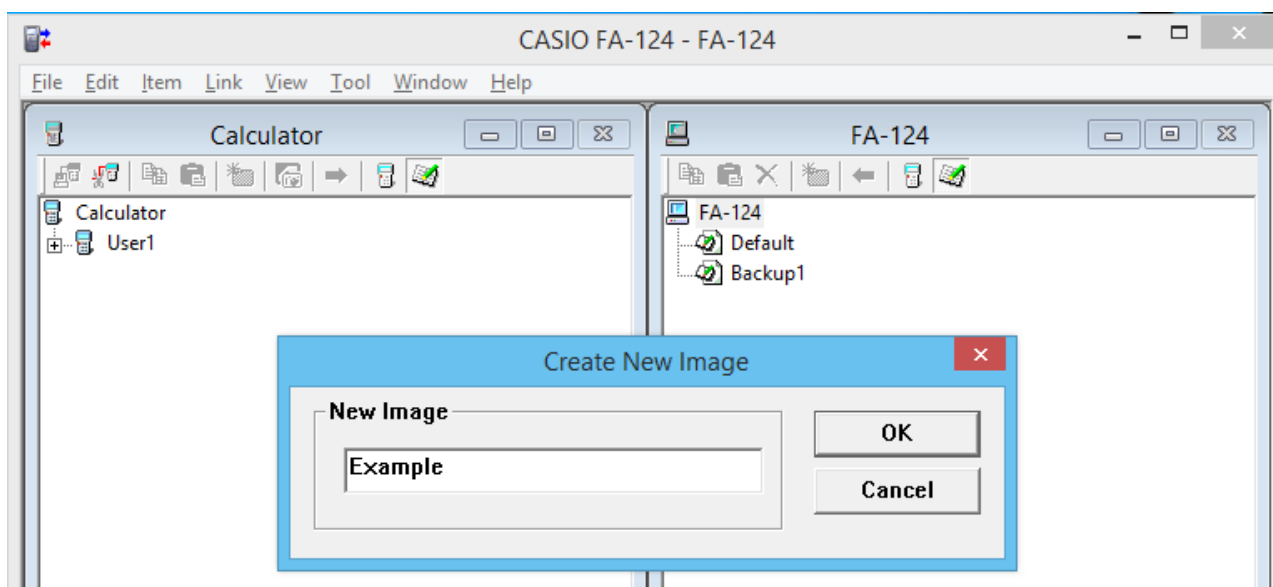 CASIO FA-124 - FA-124
File Edit Item Link View Tool Window Help
Calculator
FA-124
Calculator
User1
FA-124
Default
Backup1
Create New Image
New Image
Example
OK
Cancel